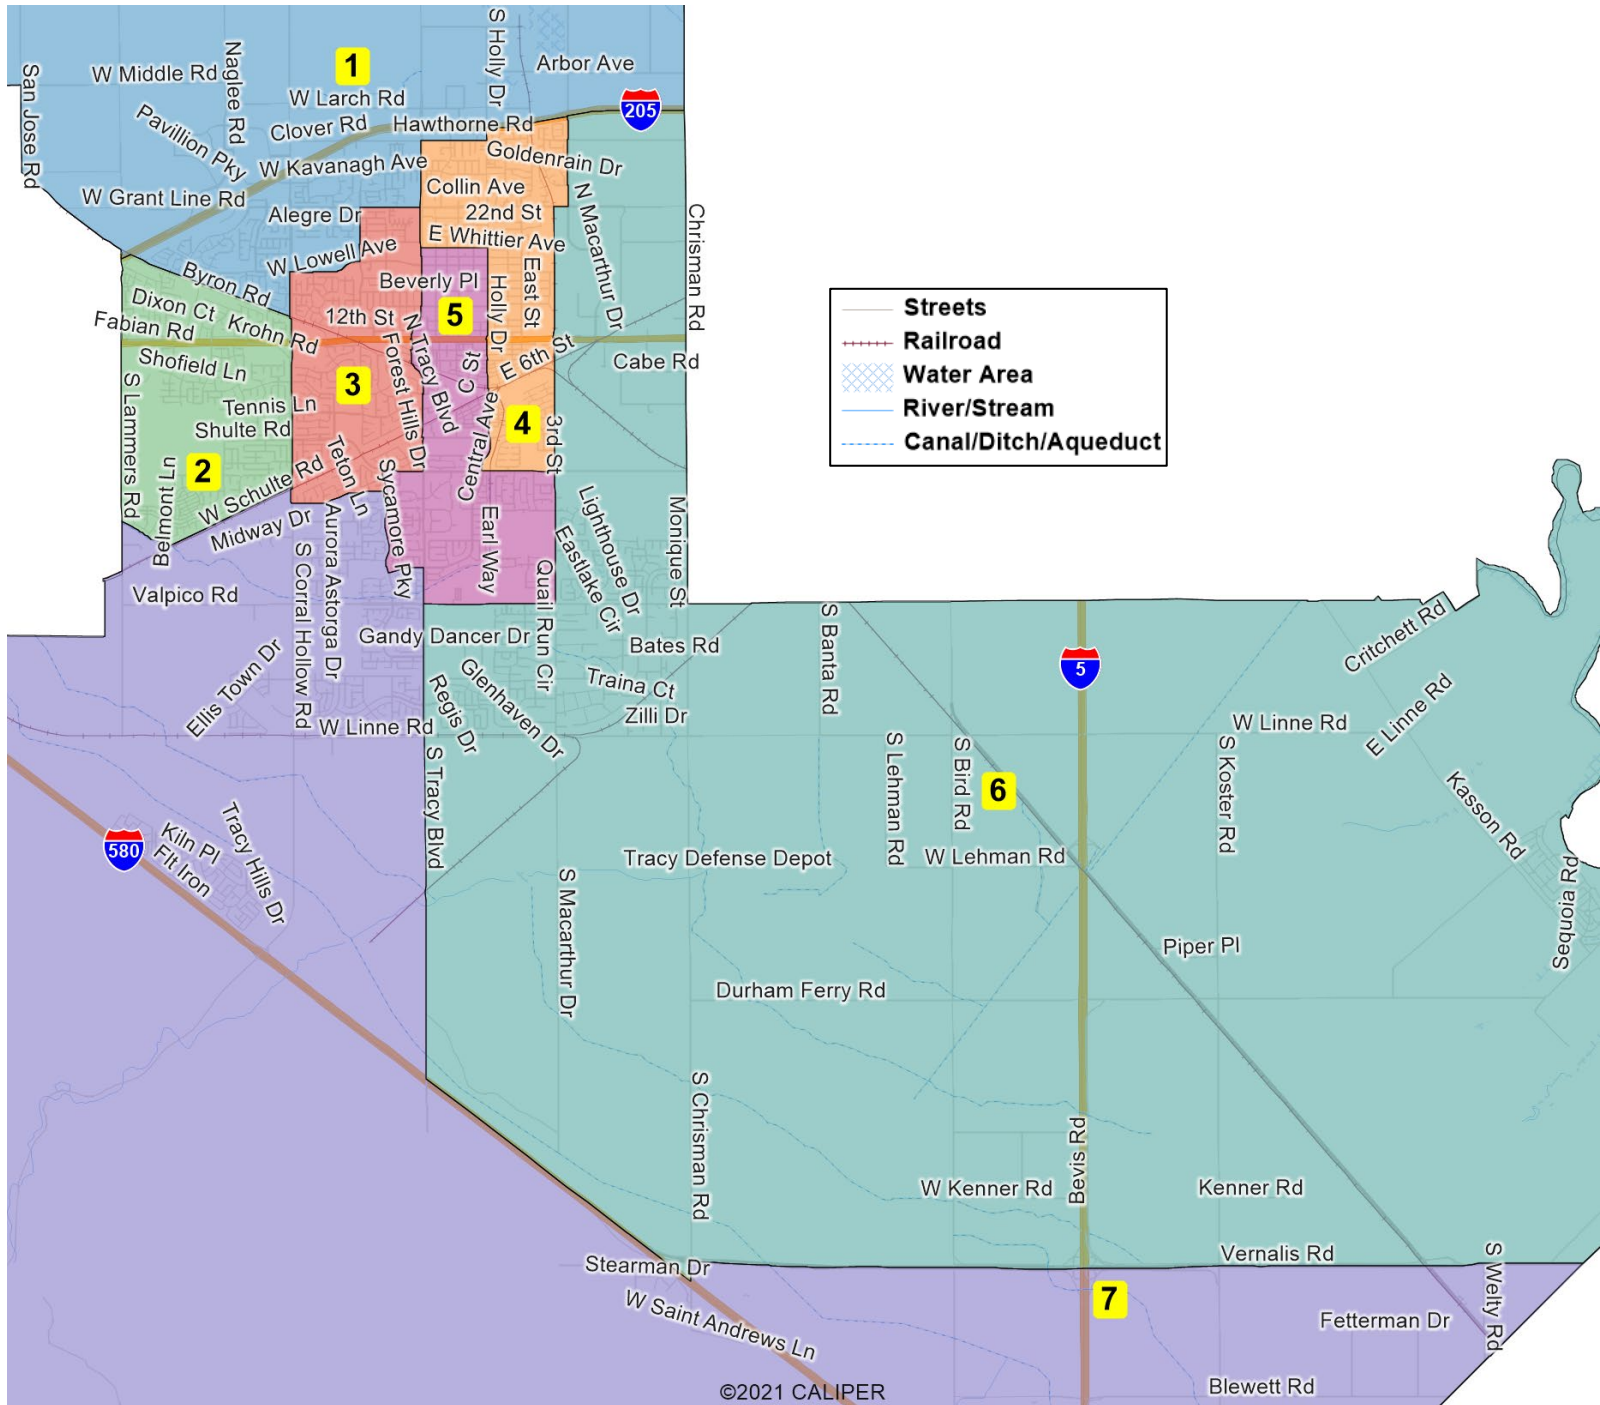 S Holly Dr
Arbor Ave
1
W Middle Rd
Naglee Rd
San Jose Rd
W Larch Rd
205
Pavillion Pky
Clover Rd
Hawthorne Rd
W Kavanagh Ave
Goldenrain Dr
W Grant Line Rd
Collin Ave
Alegre Dr
22nd St
N Macarthur Dr
Chrisman Rd
E Whittier Ave
W Lowell Ave
Byron Rd
Beverly Pl
Holly Dr
East St
Dixon Ct
Fabian Rd
Krohn Rd
12th St
5
N Tracy Blvd
Forest Hills Dr
C St
E 6th St
Cabe Rd
Shofield Ln
S Lammers Rd
3
Tennis Ln
Shulte Rd
Central Ave
4
3rd St
2
Belmont Ln
W Schulte Rd
Teton Ln
Sycamore Pky
Midway Dr
Aurora Astorga Dr
S Corral Hollow Rd
Earl Way
Quail Run Cir
Lighthouse Dr
Eastlake Cir
Monique St
Valpico Rd
Streets
Railroad
Water Area
River/Stream
Canal/Ditch/Aqueduct
Gandy Dancer Dr
Bates Rd
S Banta Rd
5
Critchett Rd
Ellis Town Dr
Regis Dr
Glenhaven Dr
Traina Ct
Zilli Dr
W Linne Rd
W Linne Rd
E Linne Rd
S Tracy Blvd
S Lehman Rd
S Bird Rd
6
S Koster Rd
Kasson Rd
580
Kiln Pl
Flt Iron
Tracy Hills Dr
Tracy Defense Depot
W Lehman Rd
S Macarthur Dr
Sequoia Rd
Piper Pl
Durham Ferry Rd
S Chrisman Rd
Bevis Rd
W Kenner Rd
Kenner Rd
Stearman Dr
Vernalis Rd
S Welty Rd
W Saint Andrews Ln
7
Fetterman Dr
©2021 CALIPER
Blewett Rd